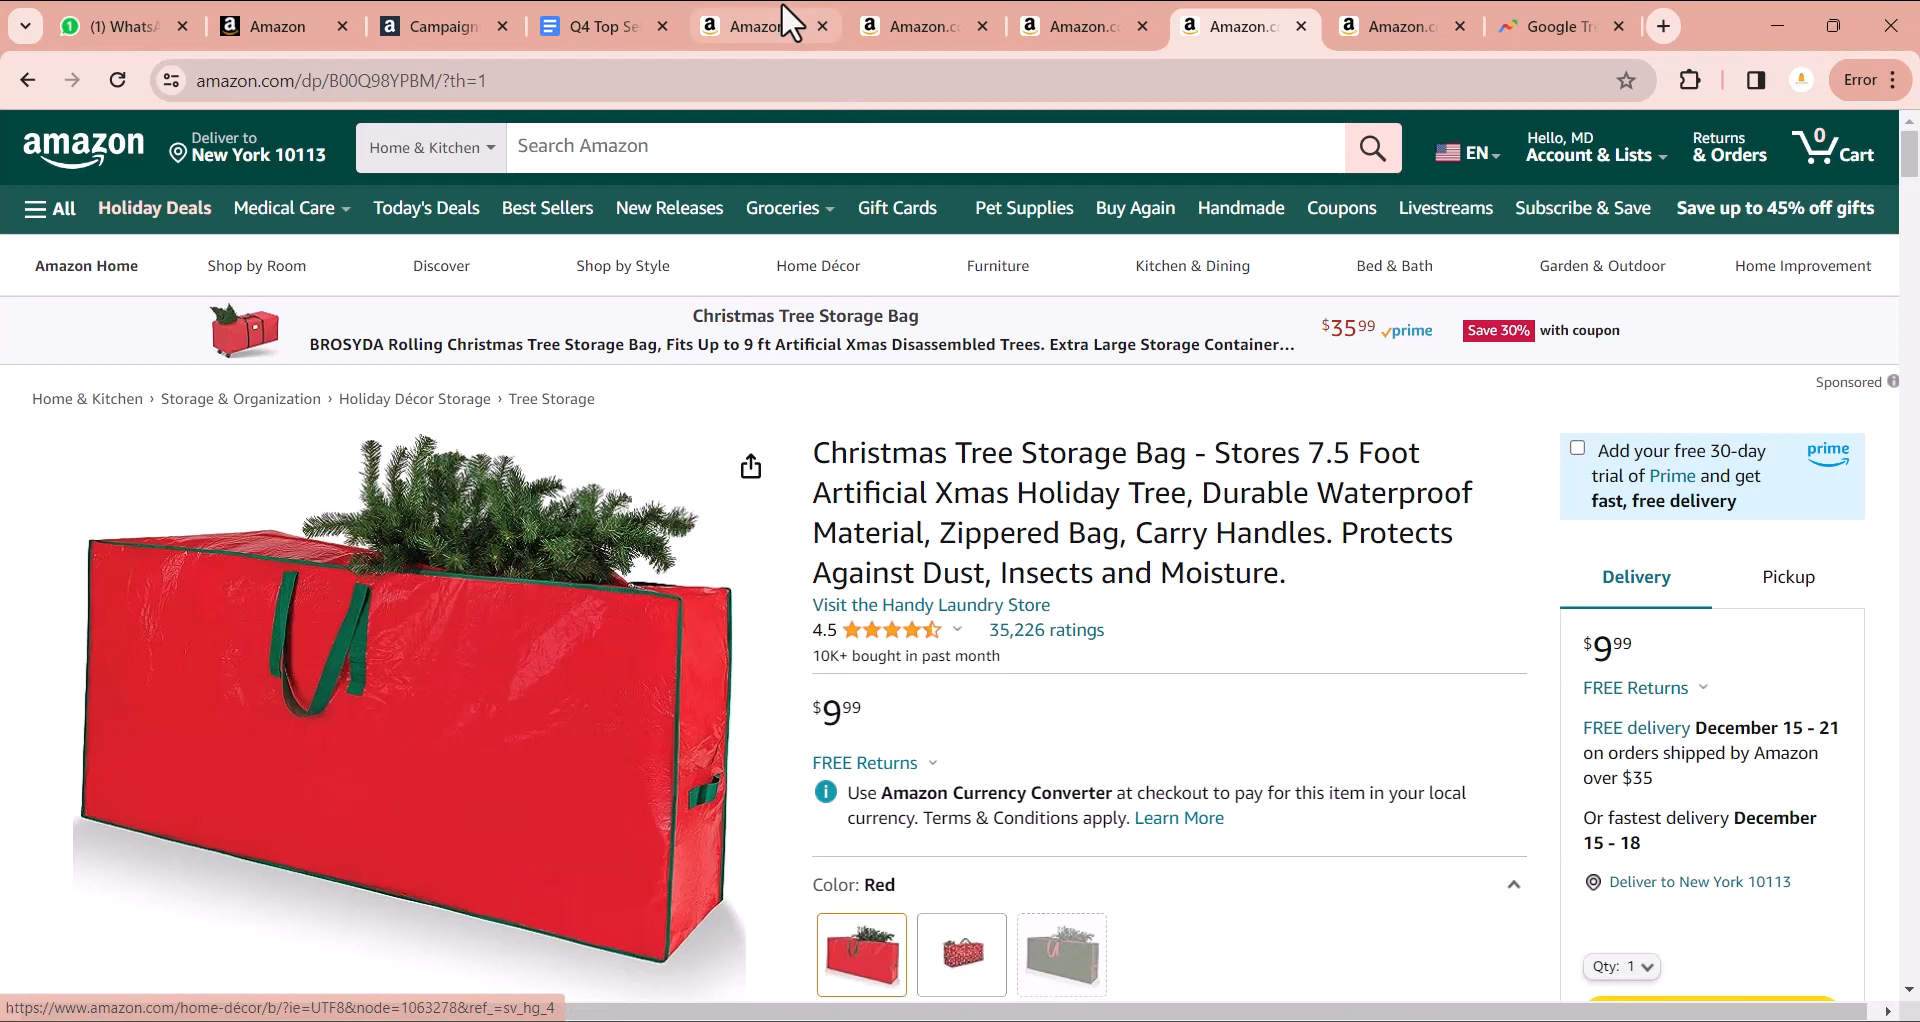 (1) WhatsA
Amazon
Campaign
Q4 Top Se
Amazon
Amazon.c
Amazon.c
Amazon.c
Amazon.c
Google Tr
amazon.com/dp/B00Q98YPBM/?th=1
Error
amazon
Deliver to
New York 10113
Home & Kitchen
Search Amazon
EN
Hello, MD
Account & Lists
Returns
& Orders
0
Cart
All
Holiday Deals
Medical Care
Today's Deals
Best Sellers
New Releases
Groceries
Gift Cards
Pet Supplies
Buy Again
Handmade
Coupons
Livestreams
Subscribe & Save
Save up to 45% off gifts
Amazon Home
Shop by Room
Discover
Shop by Style
Home Décor
Furniture
Kitchen & Dining
Bed & Bath
Garden & Outdoor
Home Improvement
Christmas Tree Storage Bag
BROSYDA Rolling Christmas Tree Storage Bag, Fits Up to 9 ft Artificial Xmas Disassembled Trees. Extra Large Storage Container...
$35 99 prime
Save 30% with coupon
Sponsored
Home & Kitchen › Storage & Organization › Holiday Décor Storage › Tree Storage
Christmas Tree Storage Bag - Stores 7.5 Foot
Artificial Xmas Holiday Tree, Durable Waterproof
Material, Zippered Bag, Carry Handles. Protects
Against Dust, Insects and Moisture.
Visit the Handy Laundry Store
4.5
35,226 ratings
10K+ bought in past month
$9 99
FREE Returns
Use Amazon Currency Converter at checkout to pay for this item in your local
currency. Terms & Conditions apply. Learn More
Color: Red
Add your free 30-day
trial of Prime and get
fast, free delivery
prime
Delivery
Pickup
$9 99
FREE Returns
FREE delivery December 15 - 21
on orders shipped by Amazon
over $35
Or fastest delivery December
15 - 18
Deliver to New York 10113
Qty: 1
https://www.amazon.com/home-décor/b/?ie=UTF8&node=1063278&ref_=sv_hg_4